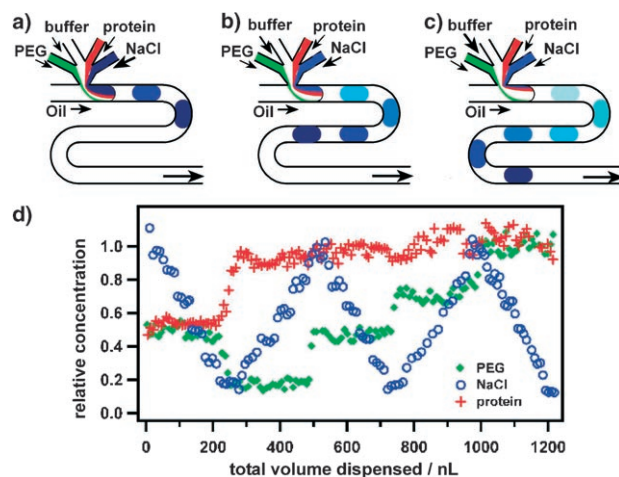 a)
buffer protein
PEG NaCl
Oil
b)
buffer protein
PEG NaCl
Oil
c)
buffer protein
PEG NaCl
Oil
d)
relative concentration
1.0
0.8
0.6
0.4
0.2
0.0
PEG
NaCl
protein
0 200 400 600 800 1000 1200
total volume dispensed / nL